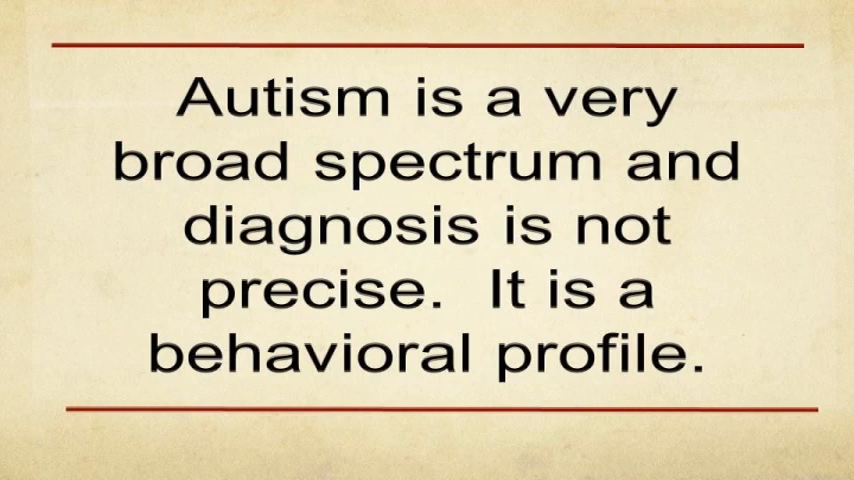 Autism is a very
broad spectrum and
diagnosis is not
precise.  It is a
behavioral profile.